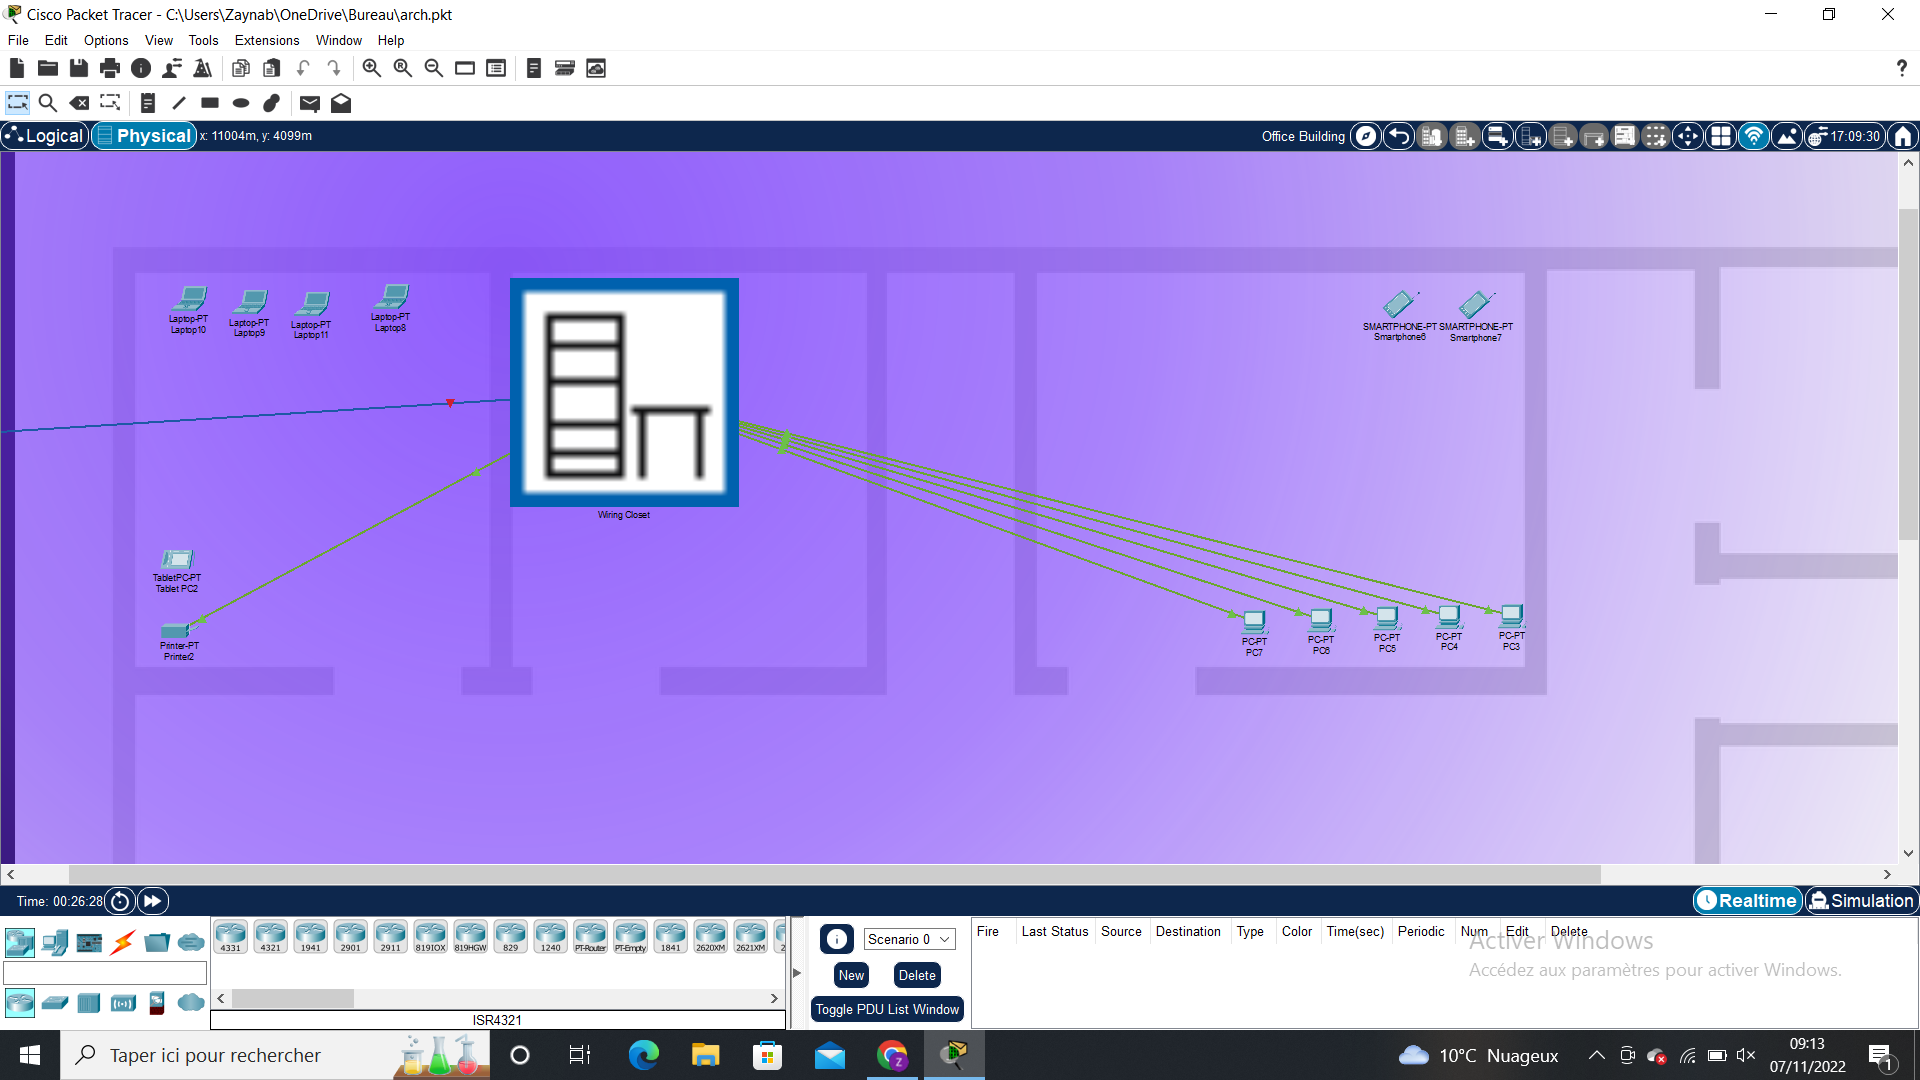 Cisco Packet Tracer - C:\Users\Zaynab\OneDrive\Bureau\arch.pkt
File Edit Options View Tools Extensions Window Help
?
Logical Physical x: 11004m, y: 4099m Office Building 17:09:30
Laptop-PT
Laptop10
Laptop-PT
Laptop9
Laptop-PT
Laptop11
Laptop-PT
Laptop8
SMARTPHONE-PT
Smartphone6
SMARTPHONE-PT
Smartphone7
Wiring Closet
TabletPC-PT
Tablet PC2
Printer-PT
Printer2
PC-PT
PC7
PC-PT
PC6
PC-PT
PC5
PC-PT
PC4
PC-PT
PC3
Time: 00:26:28 Realtime Simulation
4331 4321 1941 2901 2911 819IOX 819HGW 829 1240 PT-Router PT-Empty 1841 2620XM 2621XM 2
ISR4321
Scenario 0
New Delete
Toggle PDU List Window
Fire Last Status Source Destination Type Color Time(sec) Periodic Num Edit Delete
Activer Windows
Accédez aux paramètres pour activer Windows.
Taper ici pour rechercher
10°C Nuageux
09:13
07/11/2022
1